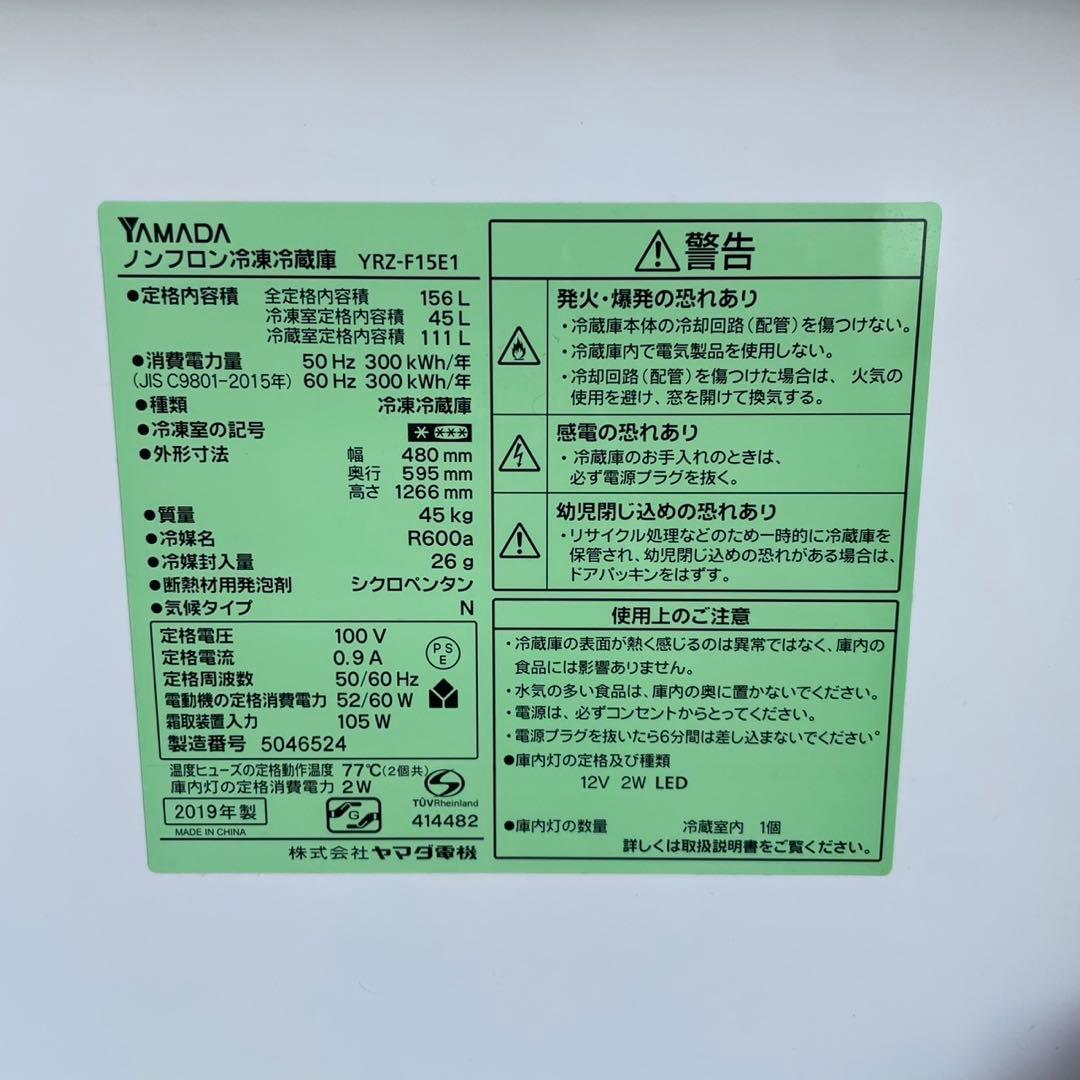 YAMADA
ノンフロン冷凍冷蔵庫 YRZ-F15E1
●定格内容積 全定格内容積 156 L
冷凍室定格内容積 45 L
冷蔵室定格内容積 111 L
●消費電力量 50 Hz 300 kWh/年
(JIS C9801-2015年) 60 Hz 300 kWh/年
●種類 冷凍冷蔵庫
●冷凍室の記号
●外形寸法 幅 480 mm
奥行 595 mm
高さ 1266 mm
●質量 45 kg
●冷媒名 R600a
●冷媒封入量 26 g
●断熱材用発泡剤 シクロペンタン
●気候タイプ N
定格電圧 100 V
定格電流 0.9 A
定格周波数 50/60 Hz
電動機の定格消費電力 52/60 W
霜取装置入力 105 W
製造番号 5046524
PS
E
温度ヒューズの定格動作温度 77℃(2個共)
庫内灯の定格消費電力 2 W
2019年製
MADE IN CHINA
G
TÜVRheinland
414482
株式会社ヤマダ電機
警告
発火・爆発の恐れあり
・冷蔵庫本体の冷却回路(配管)を傷つけない。
・冷蔵庫内で電気製品を使用しない。
・冷却回路(配管)を傷つけた場合は、火気の
使用を避け、窓を開けて換気する。
感電の恐れあり
・冷蔵庫のお手入れのときは、
必ず電源プラグを抜く。
幼児閉じ込めの恐れあり
・リサイクル処理などのため一時的に冷蔵庫を
保管され、幼児閉じ込めの恐れがある場合は、
ドアパッキンをはずす。
使用上のご注意
・冷蔵庫の表面が熱く感じるのは異常ではなく、庫内の
食品には影響ありません。
・水気の多い食品は、庫内の奥に置かないでください。
・電源は、必ずコンセントからとってください。
・電源プラグを抜いたら6分間は差し込まないでください。
●庫内灯の定格及び種類
12V 2W LED
●庫内灯の数量 冷蔵室内 1個
詳しくは取扱説明書をご覧ください。